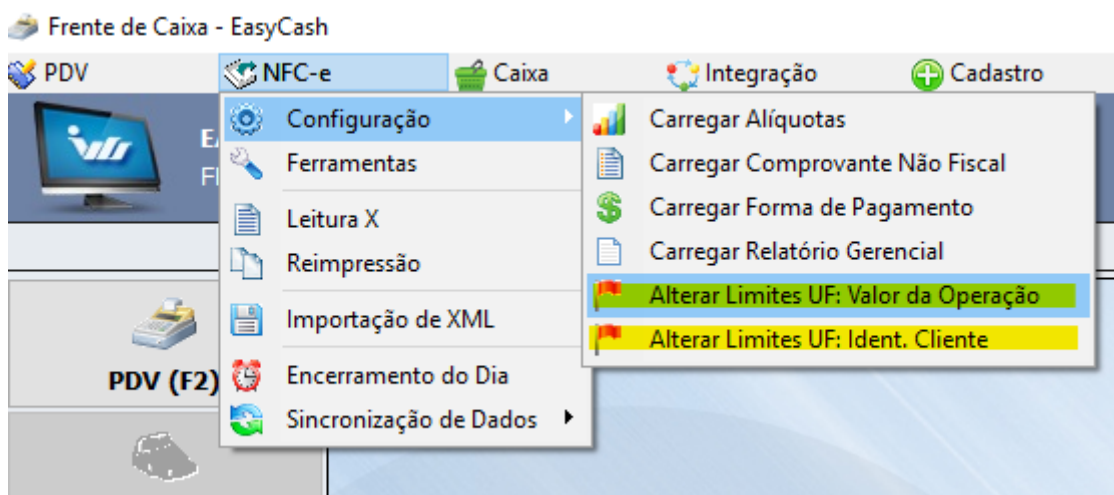 Frente de Caixa - EasyCash
PDV NFC-e Caixa Integração Cadastro
Configuração
Ferramentas
Leitura X
Reimpressão
Importação de XML
Encerramento do Dia
Sincronização de Dados
Carregar Alíquotas
Carregar Comprovante Não Fiscal
Carregar Forma de Pagamento
Carregar Relatório Gerencial
Alterar Limites UF: Valor da Operação
Alterar Limites UF: Ident. Cliente
PDV (F2)